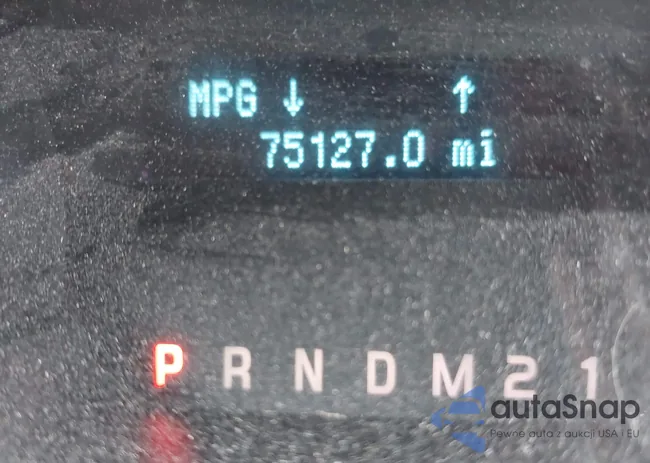 MPG ↓ ↑
75127.0 mi
P R N D M 2 1
autaSnap
Pewne auta z aukcji USA i EU